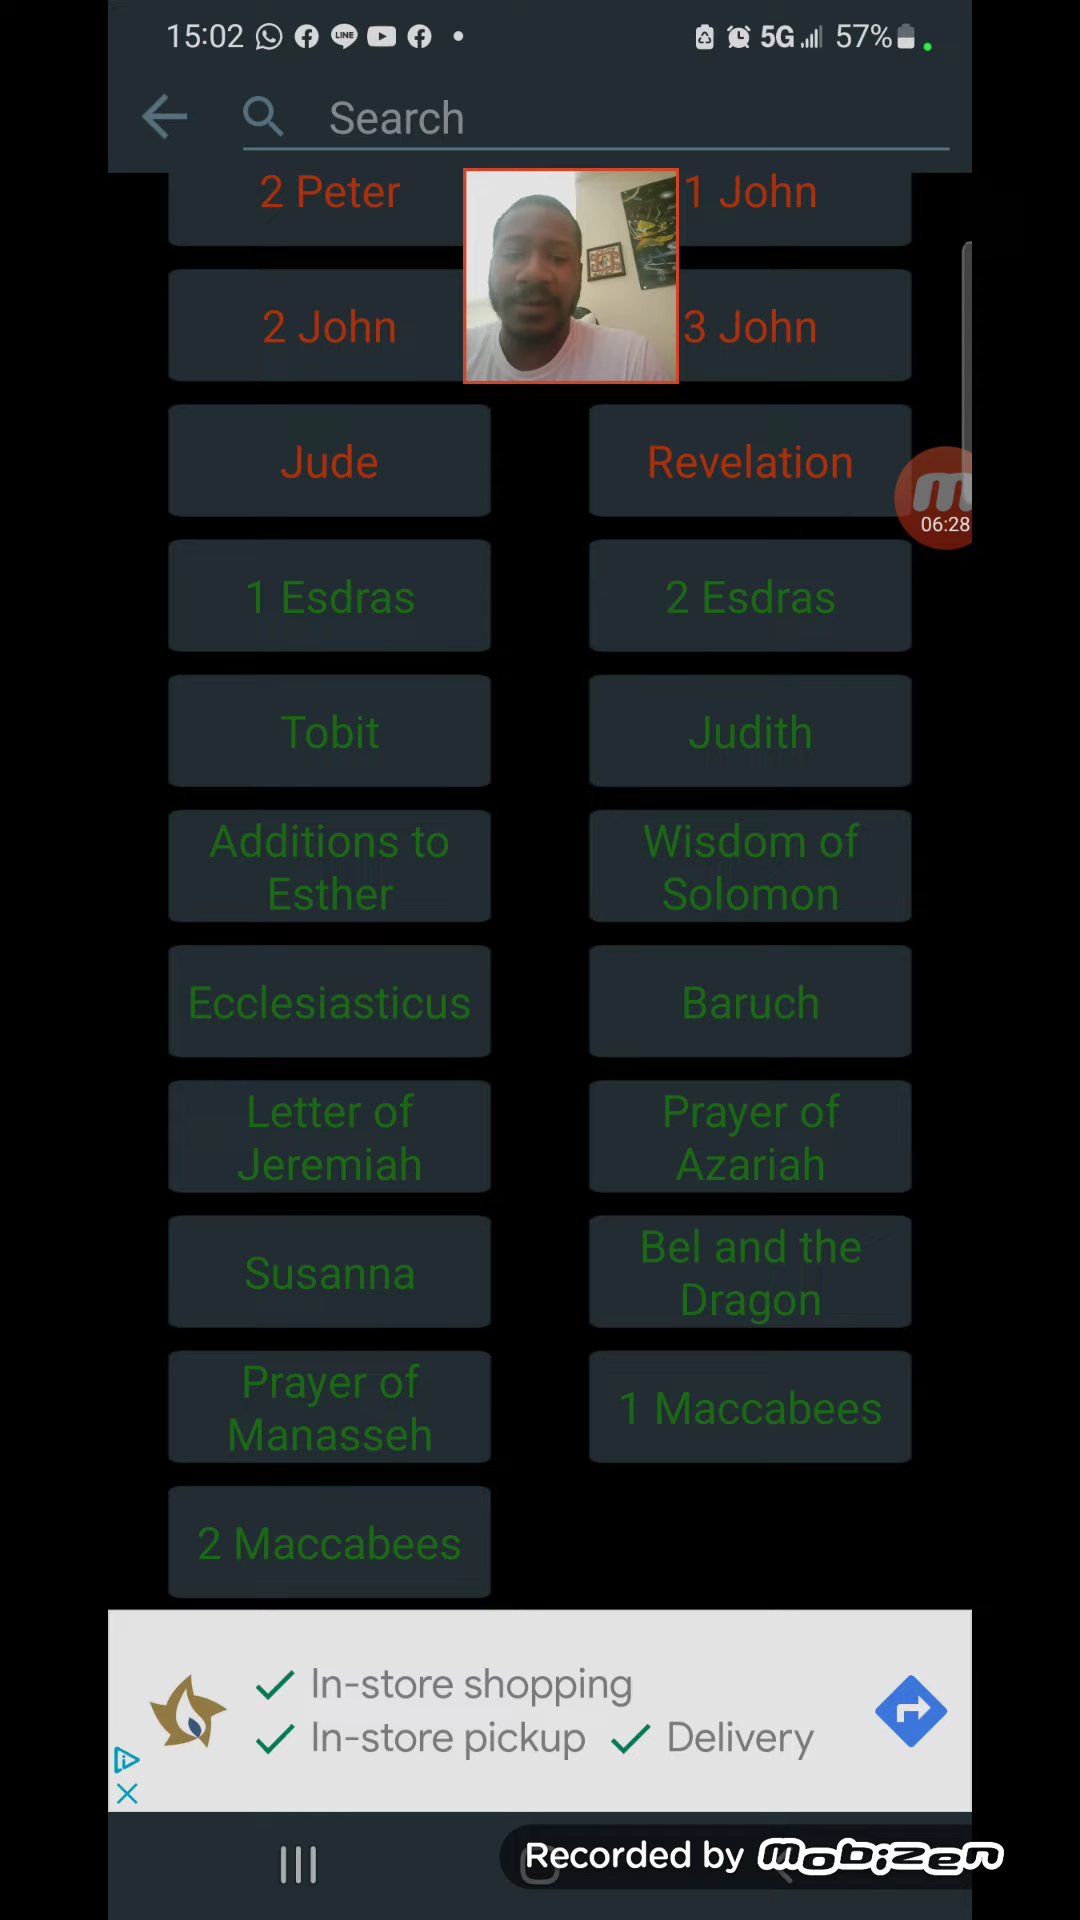 15:02
5G
57%
Search
2 Peter
1 John
2 John
3 John
Jude
Revelation
06:28
1 Esdras
2 Esdras
Tobit
Judith
Additions to
Esther
Wisdom of
Solomon
Ecclesiasticus
Baruch
Letter of
Jeremiah
Prayer of
Azariah
Susanna
Bel and the
Dragon
Prayer of
Manasseh
1 Maccabees
2 Maccabees
In-store shopping
In-store pickup
Delivery
Recorded by mobizen